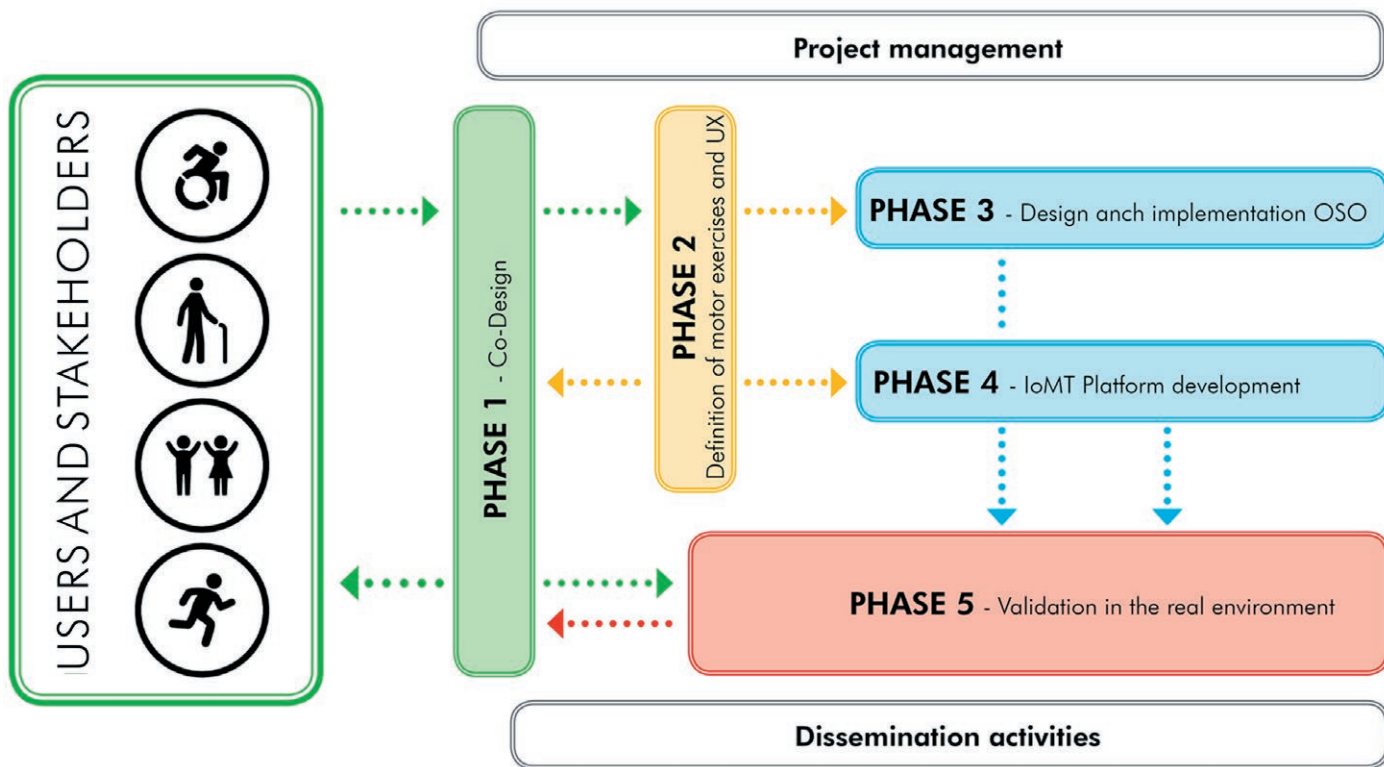 Project management
USERS AND STAKEHOLDERS
PHASE 1 - Co-Design
PHASE 2
Definition of motor exercises and UX
PHASE 3 - Design anch implementation OSO
PHASE 4 - IoMT Platform development
PHASE 5 - Validation in the real environment
Dissemination activities